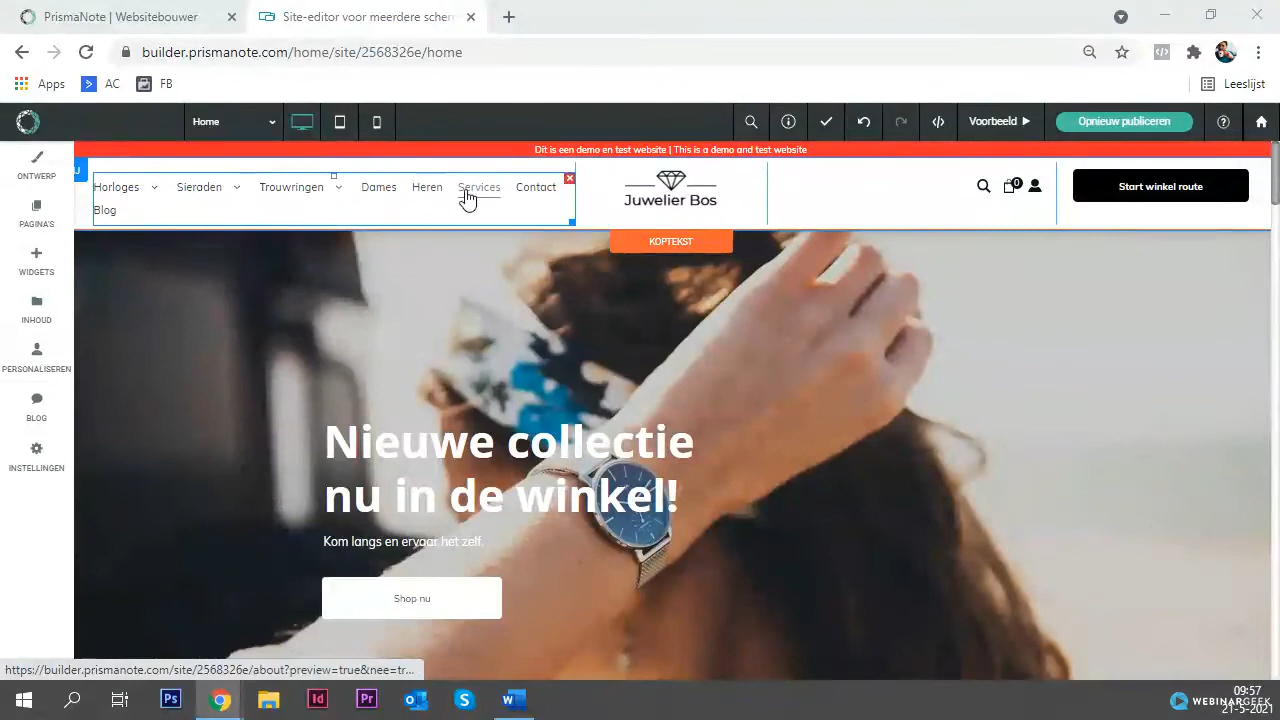 PrismaNote | Websitebouwer
Site-editor voor meerdere scher
builder.prismanote.com/home/site/2568326e/home
Apps AC FB Leeslijst
Home Voorbeeld Opnieuw publiceren
Dit is een demo en test website | This is a demo and test website
ONTWERP
PAGINA'S
WIDGETS
INHOUD
PERSONALISEREN
BLOG
INSTELLINGEN
Horloges Sieraden Trouwringen Dames Heren Services Contact
Blog
Juwelier Bos
0
Start winkel route
KOPTEKST
Nieuwe collectie
nu in de winkel!
Kom langs en ervaar het zelf.
Shop nu
https://builder.prismanote.com/site/2568326e/about?preview=true&nee=tr...
Ps Id Pr
09:57
21-5-2021
WEBINARGEEK